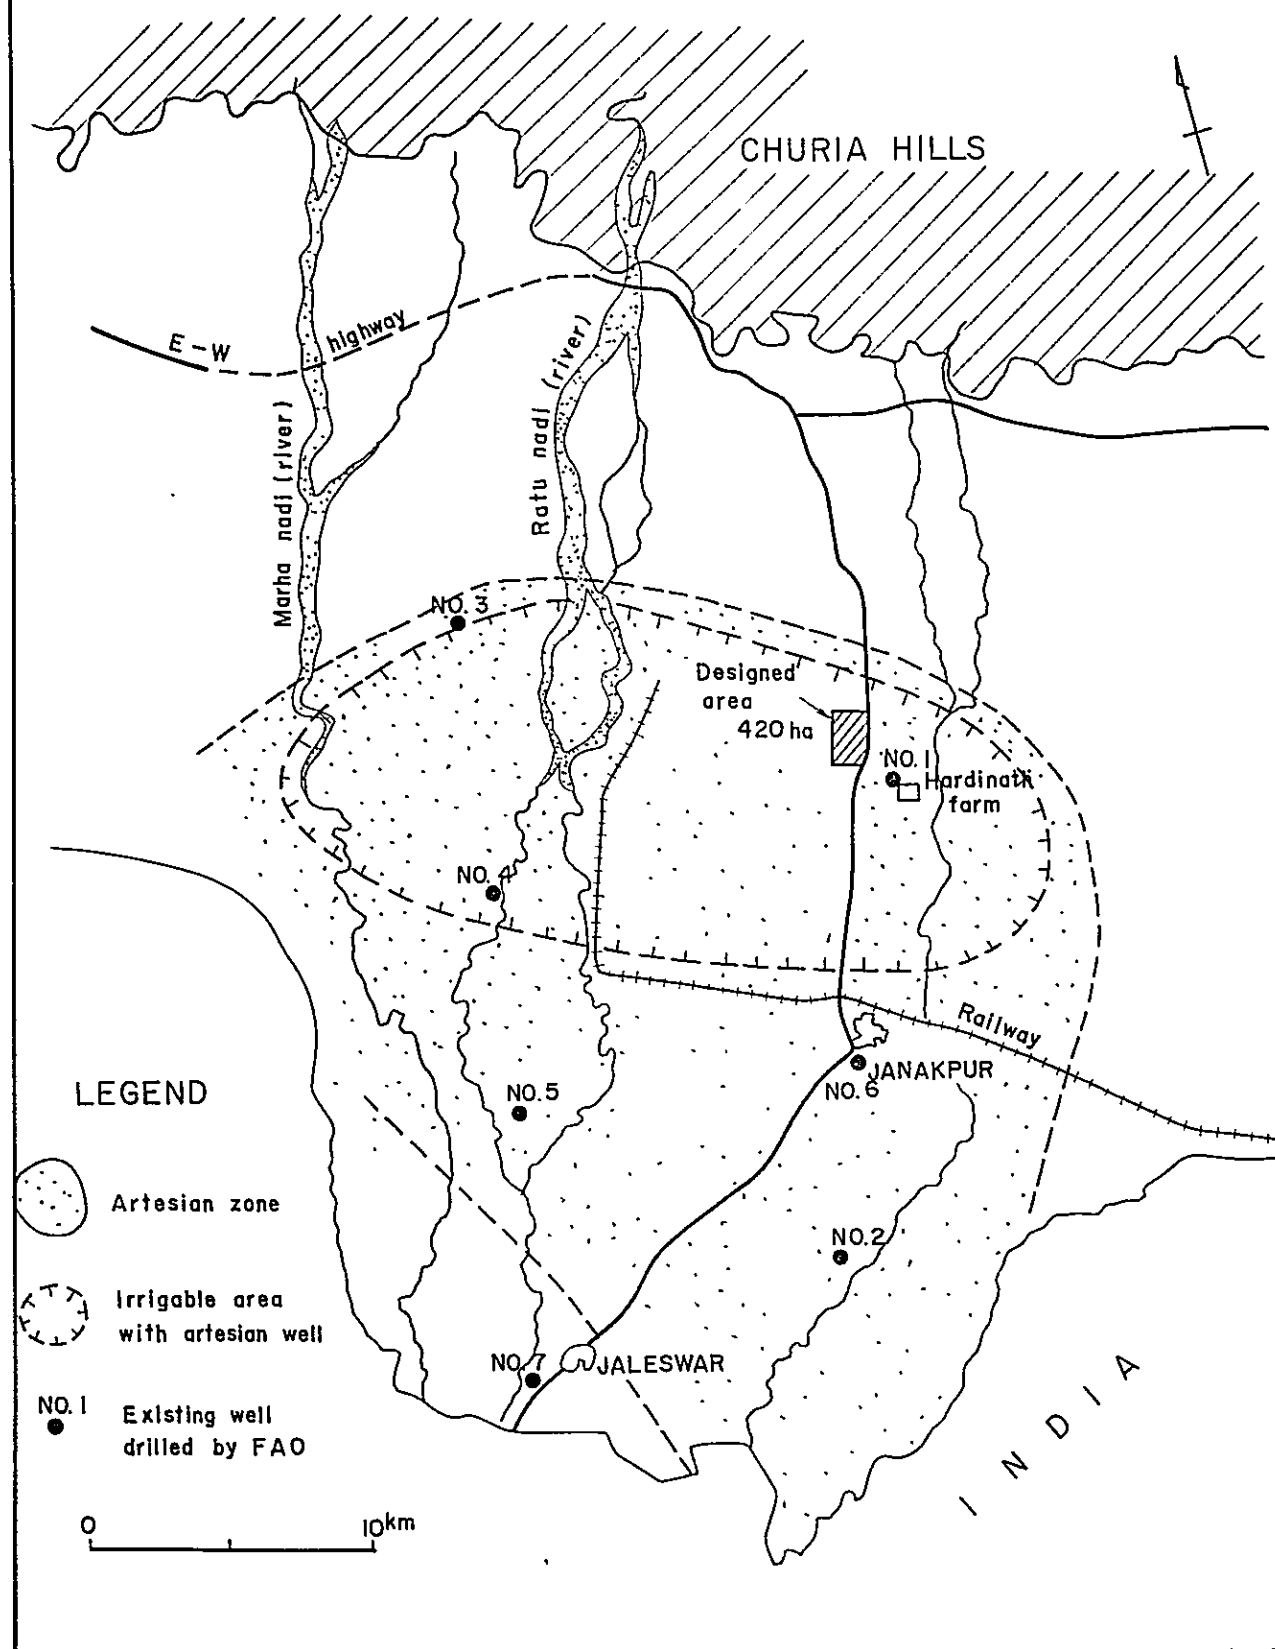 CHURIA HILLS
E-W
highway
Marha nadi (river)
Ratu nadi (river)
NO. 3
Designed
area
420 ha
NO. 1
Hardinath
farm
NO. 4
Railway
JANAKPUR
NO. 6
NO. 5
NO. 2
NO. 7
JALESWAR
INDIA
LEGEND
Artesian zone
Irrigable area
with artesian well
NO. 1
Existing well
drilled by FAO
0
10km